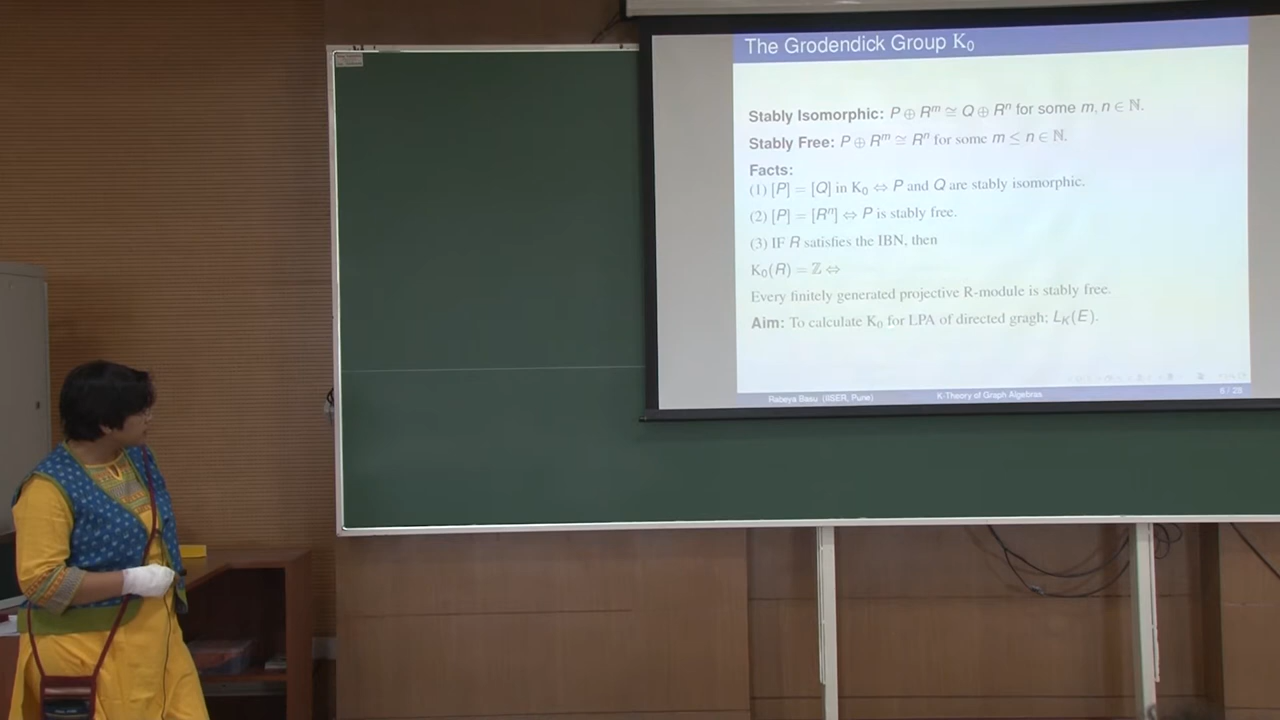 The Grodendick Group K₀
Stably Isomorphic: P ⊕ Rᵐ ≅ Q ⊕ Rⁿ for some m, n ∈ ℕ.
Stably Free: P ⊕ Rᵐ ≅ Rⁿ for some m ≤ n ∈ ℕ.
Facts:
(1) [P] = [Q] in K₀ ⇔ P and Q are stably isomorphic.
(2) [P] = [Rⁿ] ⇔ P is stably free.
(3) IF R satisfies the IBN, then
K₀(R) = ℤ ⇔
Every finitely generated projective R-module is stably free.
Aim: To calculate K₀ for LPA of directed gragh; L_K(E).
Rabeya Basu (IISER, Pune) K-Theory of Graph Algebras 6 / 28